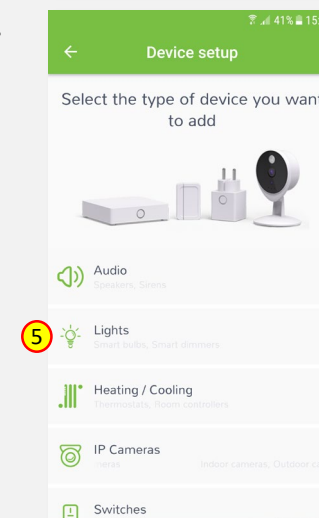 41% 15:
Device setup
Select the type of device you want
to add
Audio
Speakers, Sirens
5
Lights
Smart bulbs, Smart dimmers
Heating / Cooling
Thermostats, Room controllers
IP Cameras
Indoor cameras, Outdoor ca
Switches